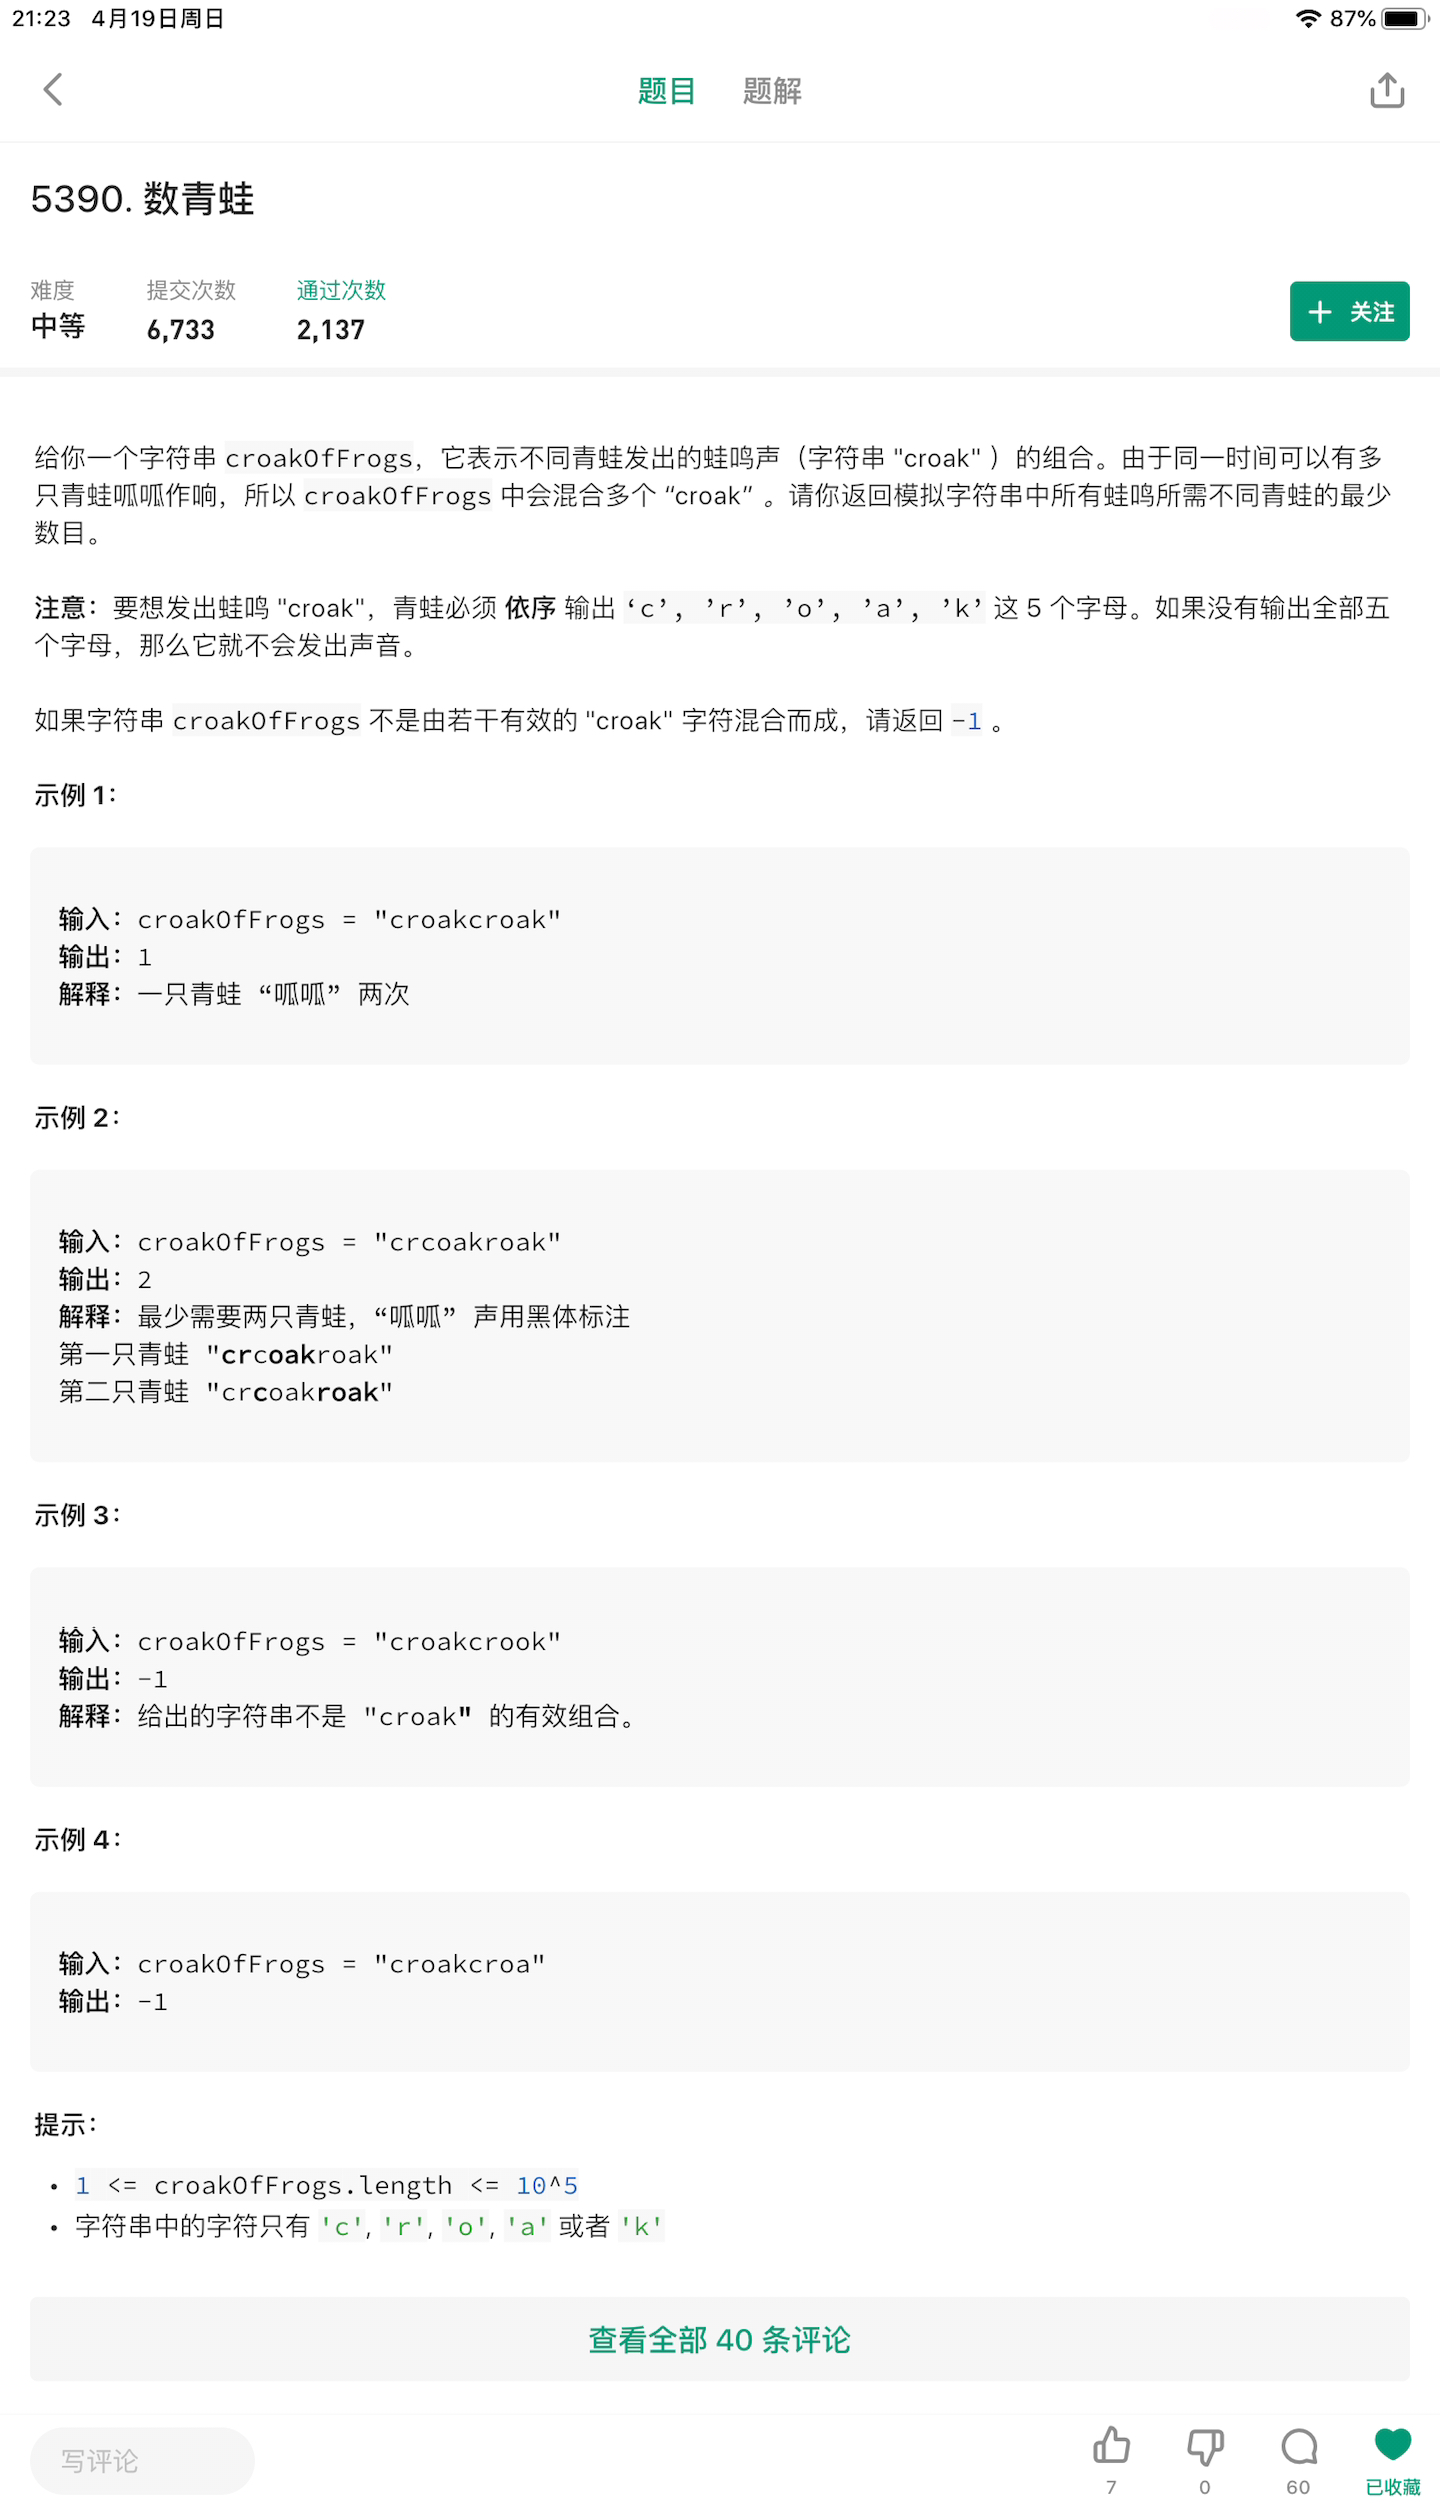 21:23 4月19日周日 87%
题目 题解
5390. 数青蛙
难度 提交次数 通过次数
中等 6,733 2,137
+ 关注
给你一个字符串 croakOfFrogs，它表示不同青蛙发出的蛙鸣声（字符串 "croak" ）的组合。由于同一时间可以有多
只青蛙呱呱作响，所以 croakOfFrogs 中会混合多个 “croak” 。请你返回模拟字符串中所有蛙鸣所需不同青蛙的最少
数目。
注意：要想发出蛙鸣 "croak"，青蛙必须 依序 输出 ‘c’, ’r’, ’o’, ’a’, ’k’ 这 5 个字母。如果没有输出全部五
个字母，那么它就不会发出声音。
如果字符串 croakOfFrogs 不是由若干有效的 "croak" 字符混合而成，请返回 -1 。
示例 1：
输入：croakOfFrogs = "croakcroak"
输出：1
解释：一只青蛙 “呱呱” 两次
示例 2：
输入：croakOfFrogs = "crcoakroak"
输出：2
解释：最少需要两只青蛙，“呱呱” 声用黑体标注
第一只青蛙 "crcoakroak"
第二只青蛙 "crcoakroak"
示例 3：
输入：croakOfFrogs = "croakcrook"
输出：-1
解释：给出的字符串不是 "croak" 的有效组合。
示例 4：
输入：croakOfFrogs = "croakcroa"
输出：-1
提示：
• 1 <= croakOfFrogs.length <= 10^5
• 字符串中的字符只有 'c', 'r', 'o', 'a' 或者 'k'
查看全部 40 条评论
写评论
7 0 60 已收藏